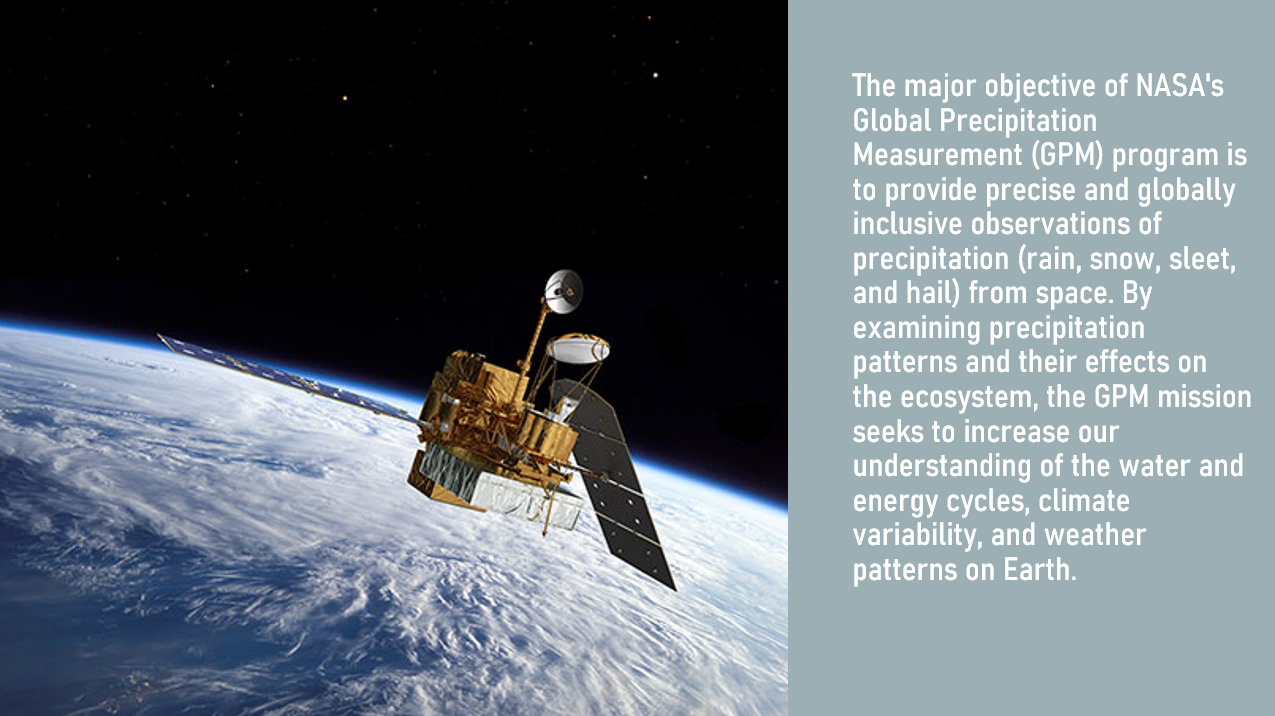 The major objective of NASA's
Global Precipitation
Measurement (GPM) program is
to provide precise and globally
inclusive observations of
precipitation (rain, snow, sleet,
and hail) from space. By
examining precipitation
patterns and their effects on
the ecosystem, the GPM mission
seeks to increase our
understanding of the water and
energy cycles, climate
variability, and weather
patterns on Earth.